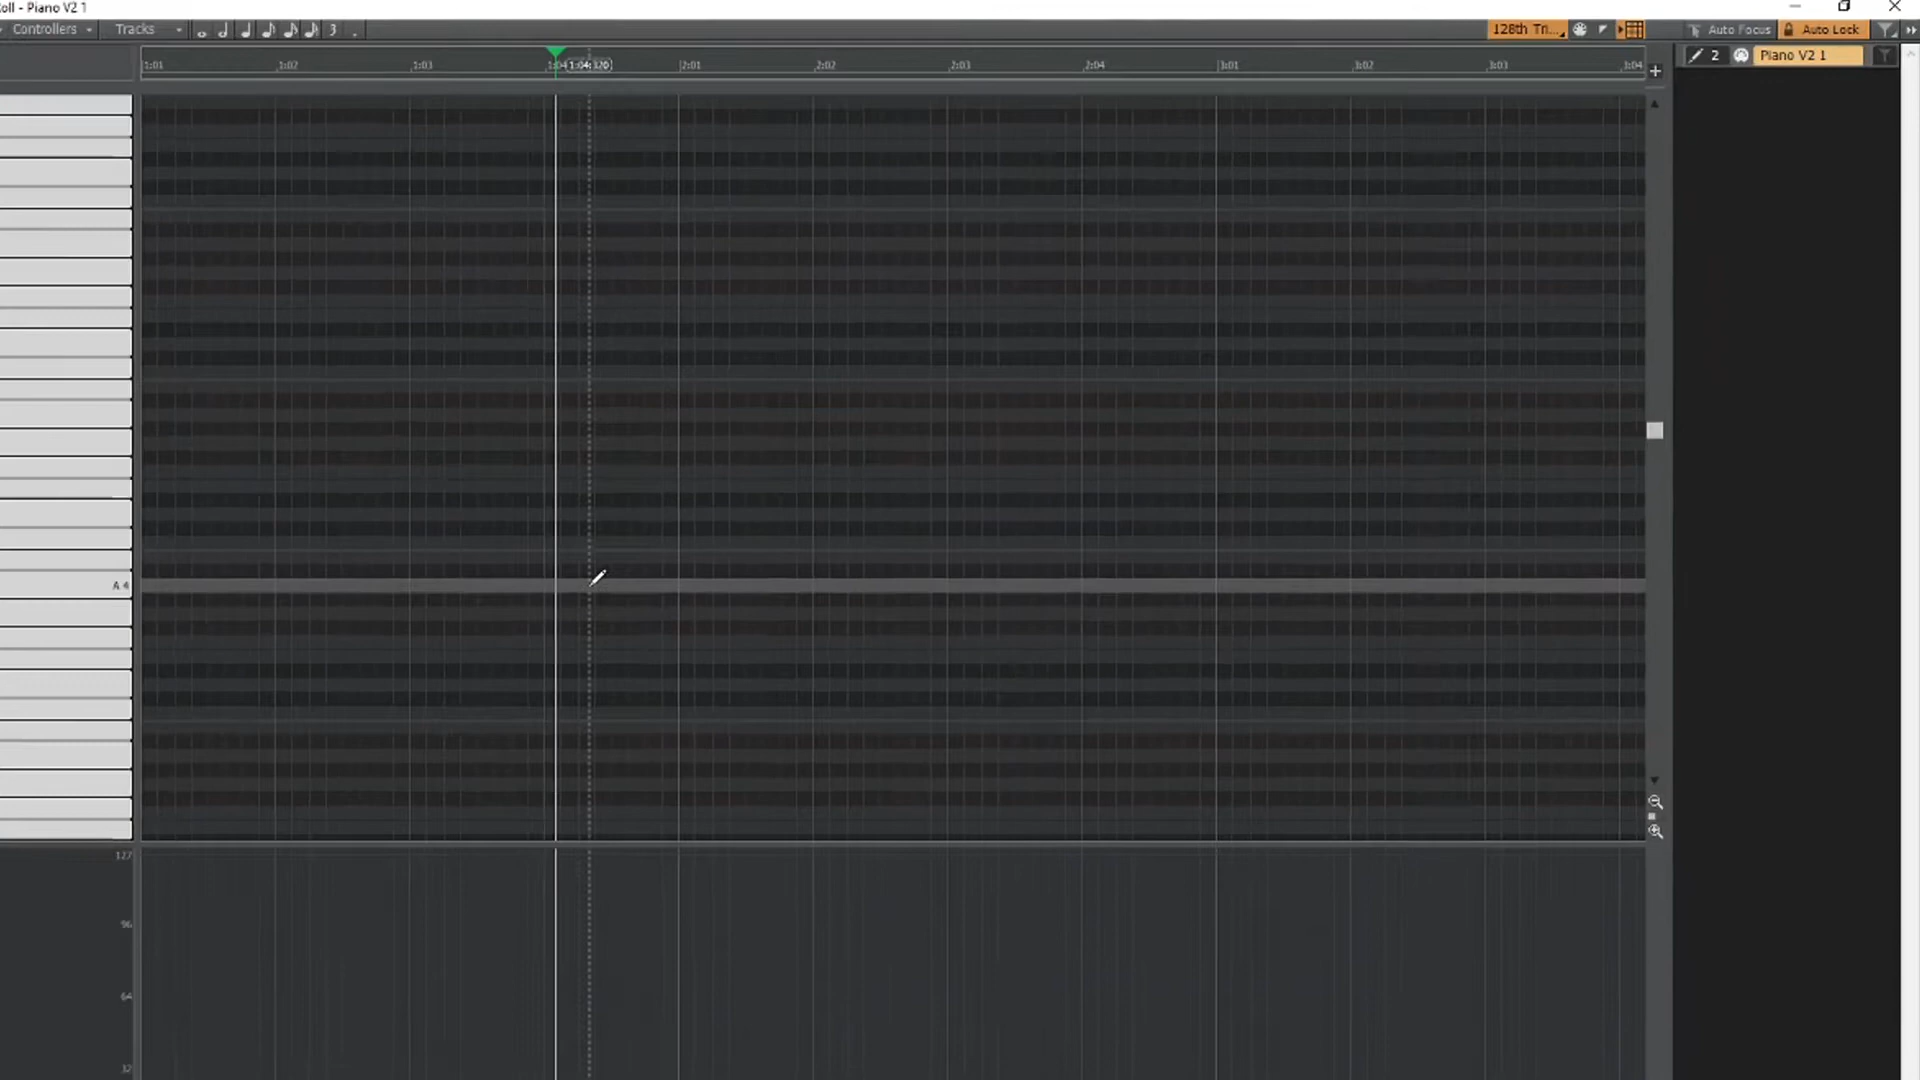 oll - Piano V2 1
Controllers Tracks 3 . 128th Tri... Auto Focus Auto Lock
1:01 1:02 1:03 1:04 2:01 2:02 2:03 2:04 3:01 3:02 3:03 3:04
2 Piano V2 1
A 4
127
96
64
32